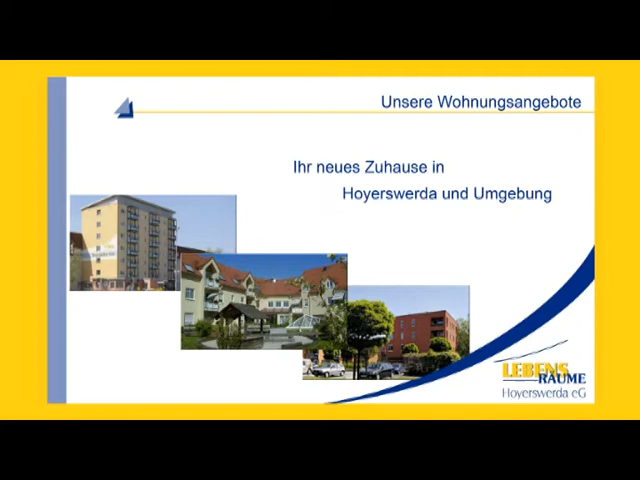 Unsere Wohnungsangebote
Ihr neues Zuhause in
Hoyerswerda und Umgebung
LEBENS
RÄUME
Hoyerswerda eG